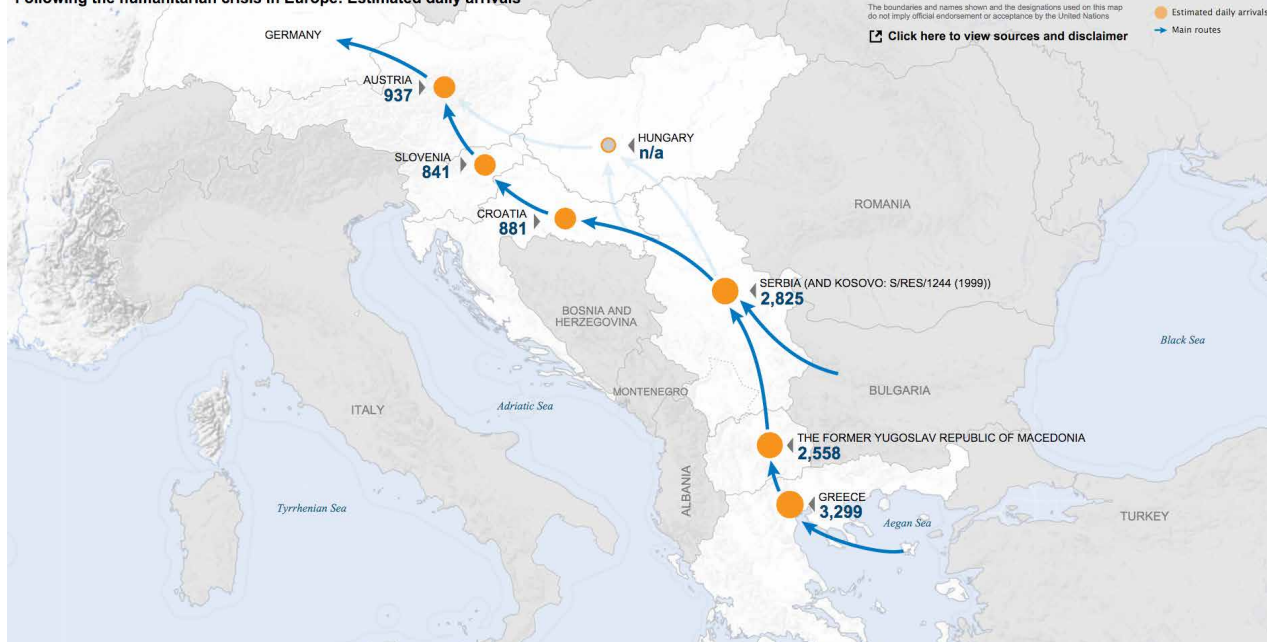 Following the humanitarian crisis in Europe: Estimated daily arrivals
The boundaries and names shown and the designations used on this map
do not imply official endorsement or acceptance by the United Nations
Click here to view sources and disclaimer
Estimated daily arrivals
Main routes
GERMANY
AUSTRIA
937
HUNGARY
n/a
SLOVENIA
841
CROATIA
881
ROMANIA
SERBIA (AND KOSOVO: S/RES/1244 (1999))
2,825
BOSNIA AND
HERZEGOVINA
Black Sea
MONTENEGRO
BULGARIA
ITALY
Adriatic Sea
THE FORMER YUGOSLAV REPUBLIC OF MACEDONIA
2,558
ALBANIA
GREECE
3,299
Tyrrhenian Sea
Aegan Sea
TURKEY